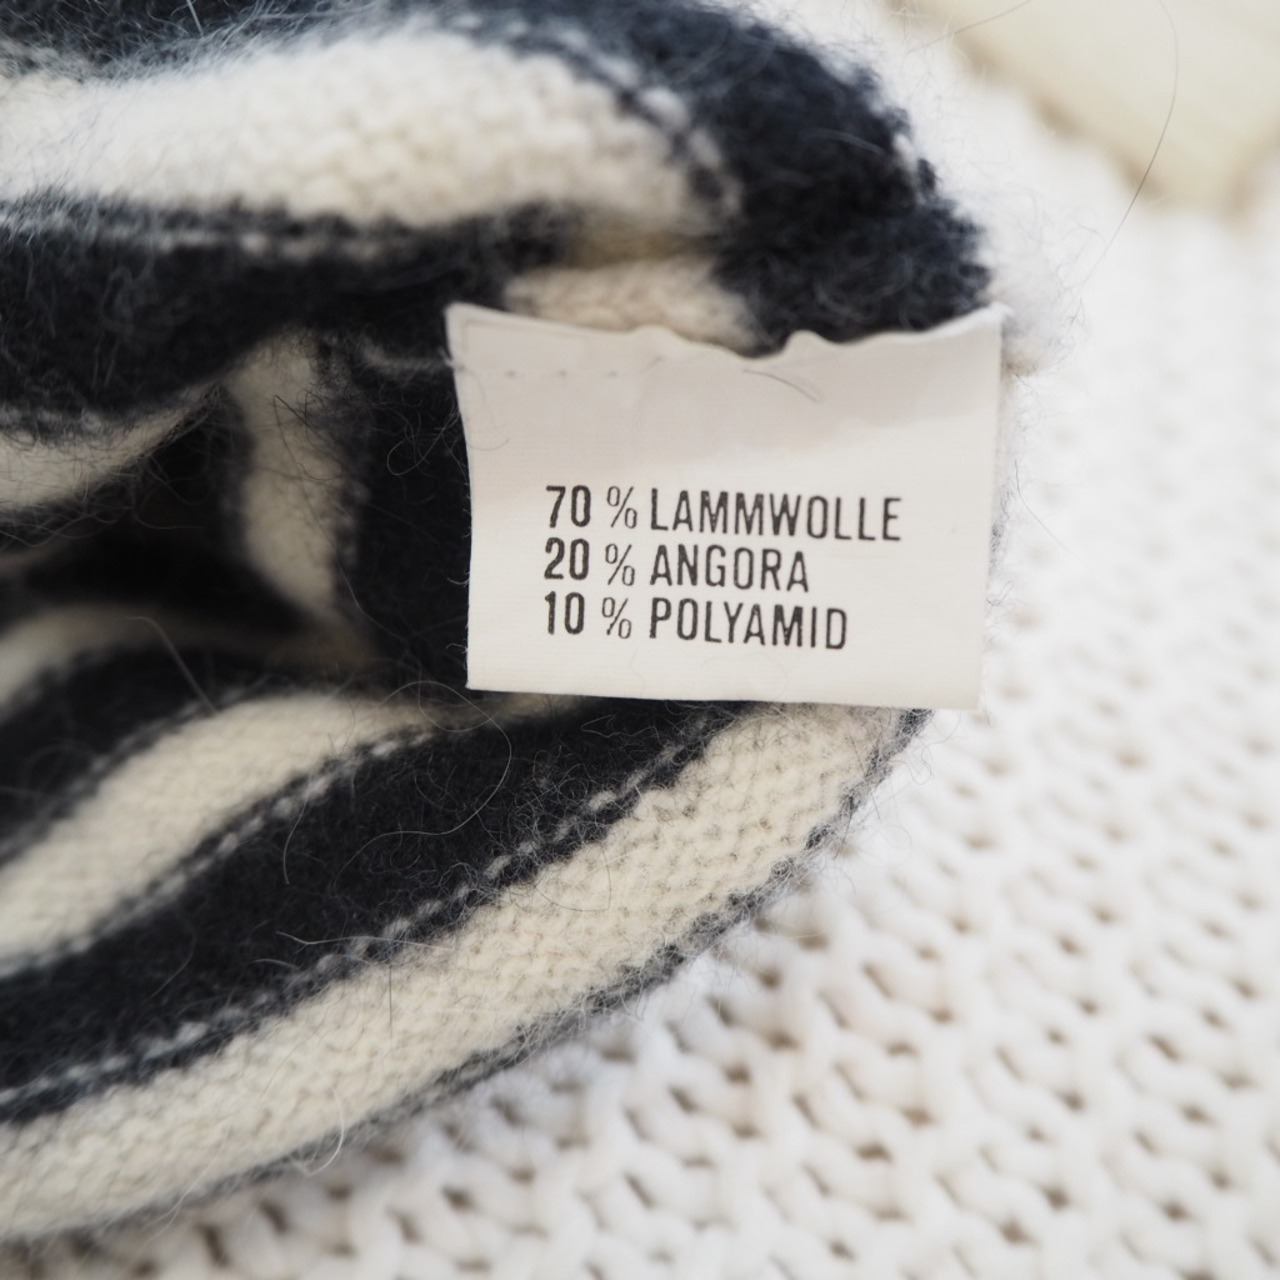 70 % LAMMWOLLE
20 % ANGORA
10 % POLYAMID